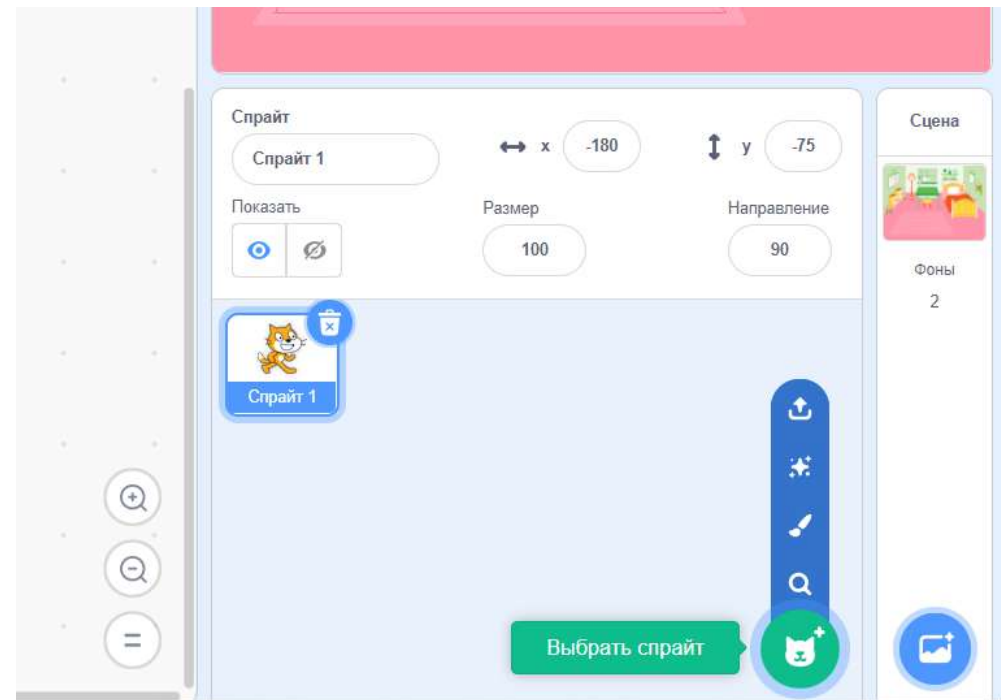 Спрайт
Спрайт 1
x -180
y -75
Показать
Размер
100
Направление
90
Спрайт 1
Выбрать спрайт
Сцена
Фоны
2